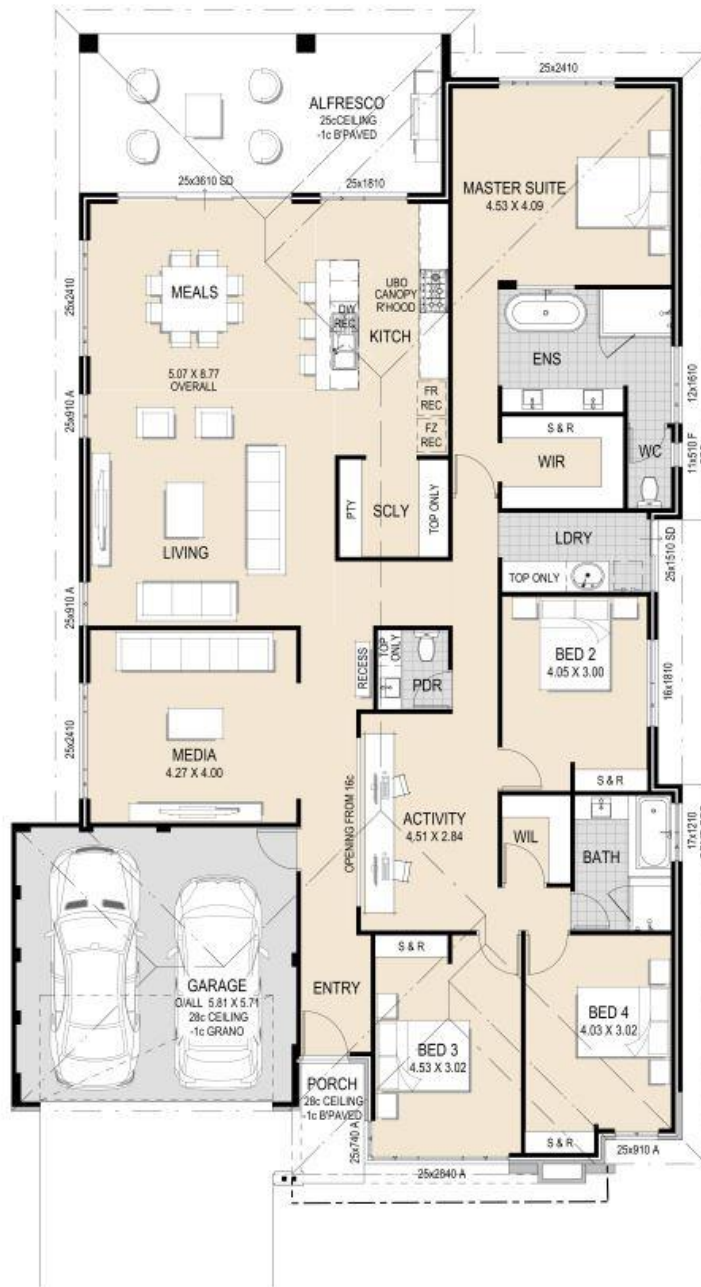 25x2410
ALFRESCO
25cCEILING
-1c B'PAVED
MASTER SUITE
4.53 X 4.09
25x3610 SD
25x1810
MEALS
25x2410
UBO
CANOPY
R'HOOD
DW
REC
KITCH
5.07 X 8.77
OVERALL
ENS
12x1610
25x910 A
FR
REC
FZ
REC
S & R
WIR
WC
11x510 F
PTY
SCLY
TOP ONLY
LIVING
LDRY
TOP ONLY
25x1510 SD
25x910 A
RECESS
TOP
ONLY
PDR
BED 2
4.05 X 3.00
16x1810
25x2410
MEDIA
4.27 X 4.00
S & R
OPENING FROM 16c
ACTIVITY
4.51 X 2.84
WIL
BATH
17x1210
GARAGE
O/ALL 5.81 X 5.71
28c CEILING
-1c GRANO
ENTRY
S & R
BED 3
4.53 X 3.02
BED 4
4.03 X 3.02
PORCH
28c CEILING
-1c B'PAVED
25x740 A
S & R
25x910 A
25x2840 A